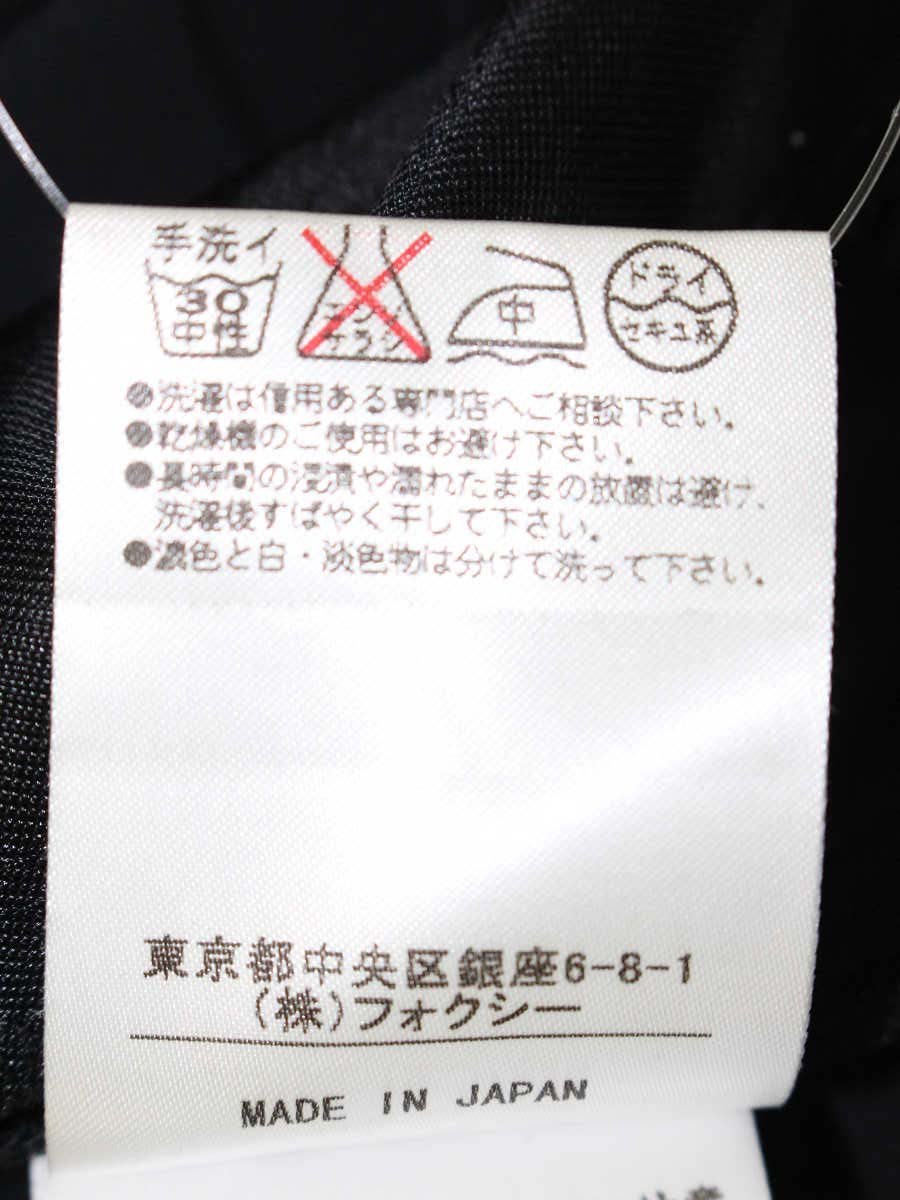 手洗イ
30
中性
エンソ
サラシ
中
ドライ
セキユ系
●洗濯は信用ある専門店へご相談下さい。
●乾燥機のご使用はお避け下さい。
●長時間の浸漬や濡れたままの放置は避け、
洗濯後すばやく干して下さい。
●濃色と白・淡色物は分けて洗って下さい。
東京都中央区銀座6-8-1
(株)フォクシー
MADE IN JAPAN